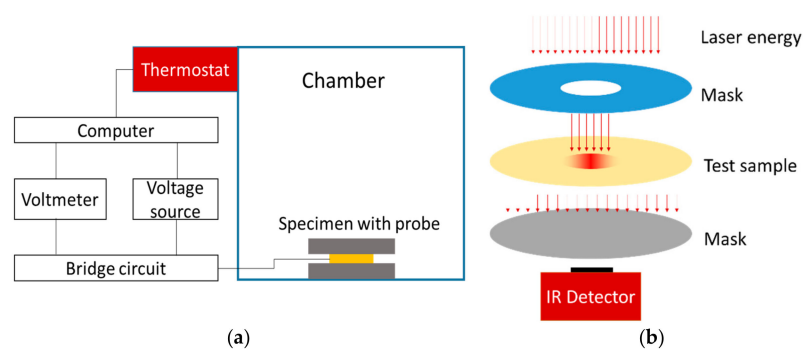 Thermostat
Chamber
Computer
Voltmeter
Voltage
source
Specimen with probe
Bridge circuit
(a)
Laser energy
Mask
Test sample
Mask
IR Detector
(b)